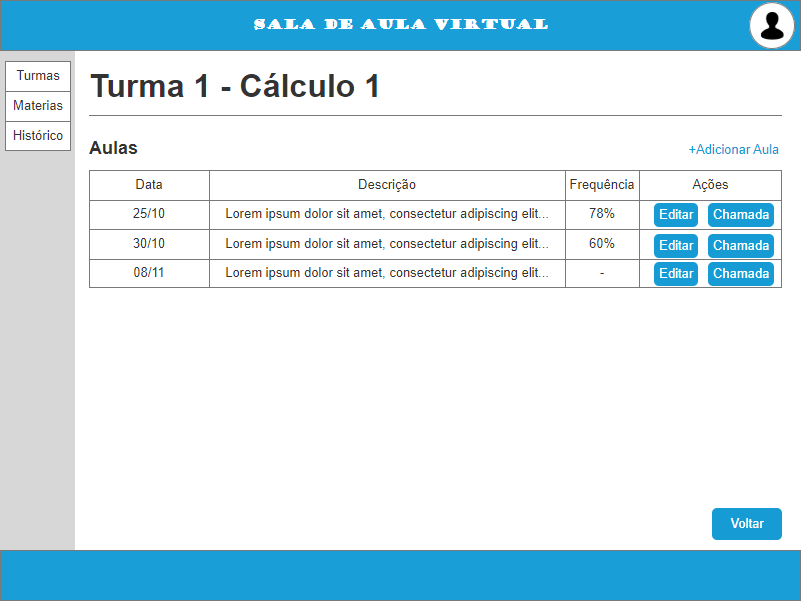 SALA DE AULA VIRTUAL
Turmas
Materias
Histórico
Turma 1 - Cálculo 1
Aulas
+Adicionar Aula
Data Descrição Frequência Ações
25/10 Lorem ipsum dolor sit amet, consectetur adipiscing elit... 78% Editar Chamada
30/10 Lorem ipsum dolor sit amet, consectetur adipiscing elit... 60% Editar Chamada
08/11 Lorem ipsum dolor sit amet, consectetur adipiscing elit... - Editar Chamada
Voltar